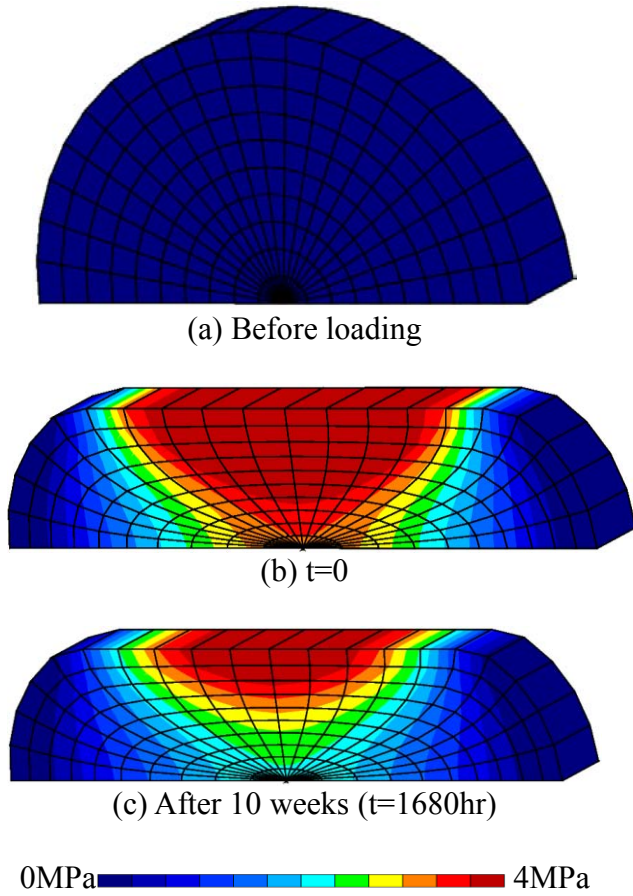 (a) Before loading
(b) t=0
(c) After 10 weeks (t=1680hr)
0MPa 4MPa